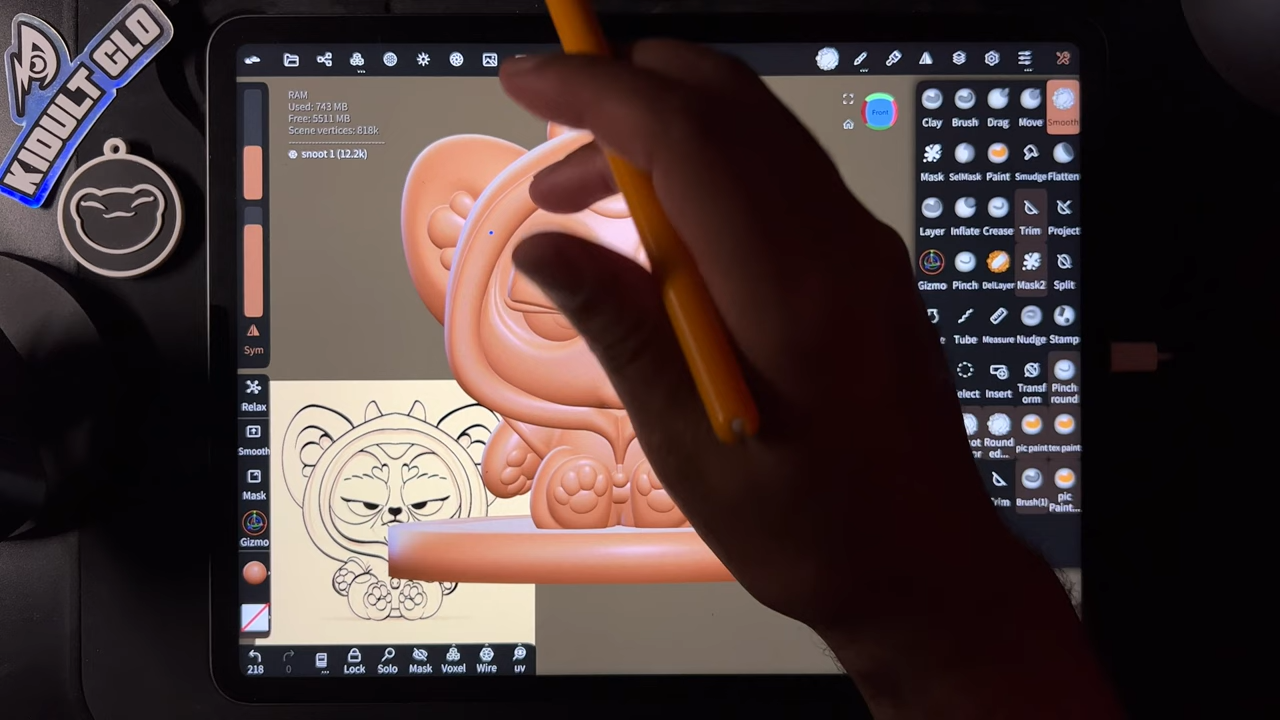 KIDULT CLO
RAM
Used: 743 MB
Free: 5511 MB
Scene vertices: 818k
snoot 1 (12.2k)
Front
Sym
Relax
Smooth
Mask
Gizmo
Clay Brush Drag Move Smooth
Mask SelMask Paint Smudge Flatten
Layer Inflate Crease Trim Project
Gizmo Pinch DelLayer Mask2 Split
Tube Measure Nudge Stamp
Insert Transform Pinch round
Round ed... pic paint tex paint
Brush(1) pic Paint...
218 0 Lock Solo Mask Voxel Wire uv